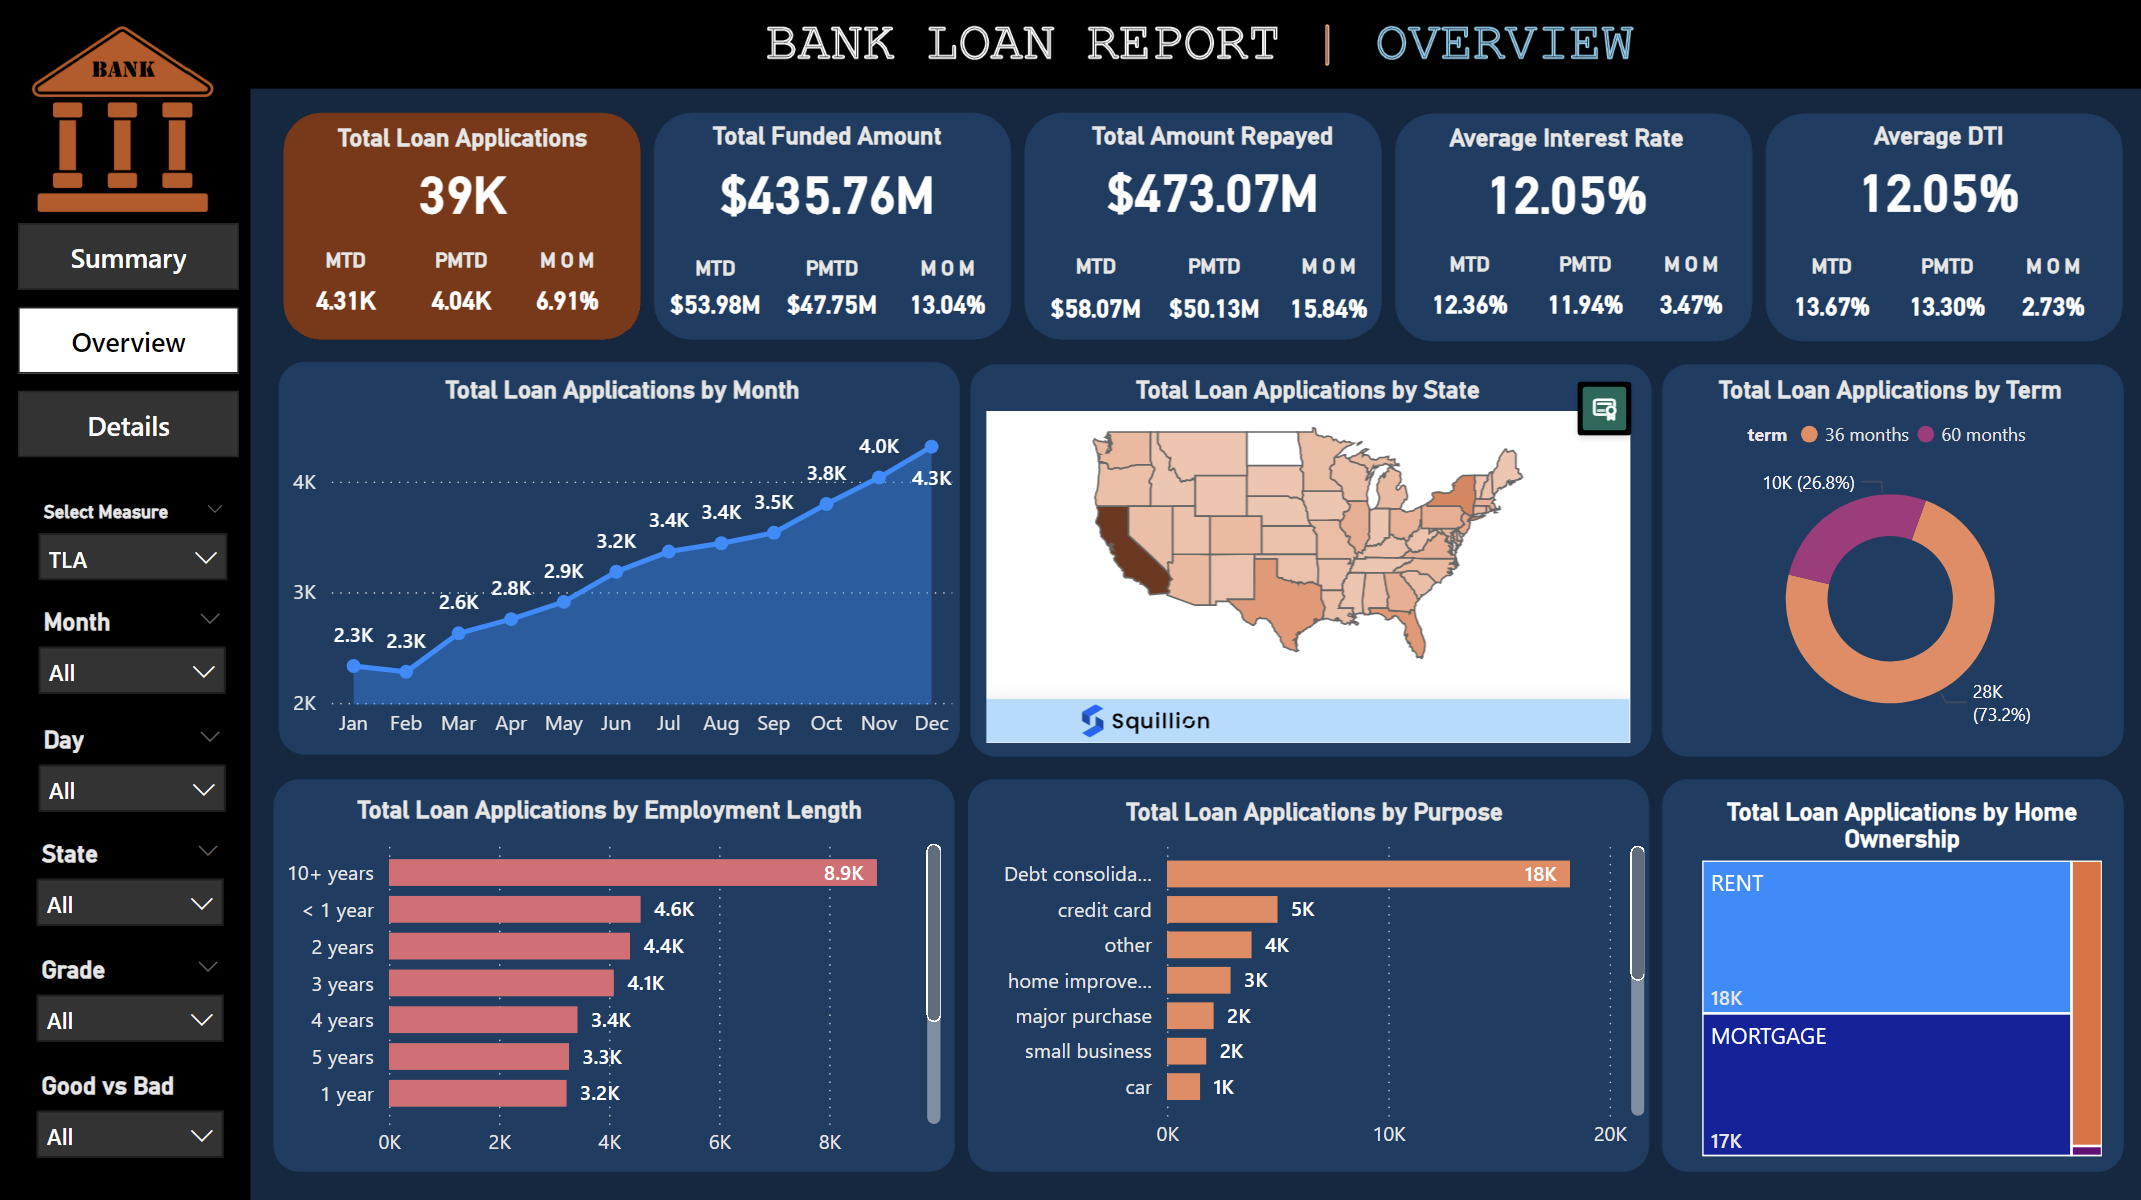 BANK
BANK LOAN REPORT | OVERVIEW
Summary
Overview
Details
Select Measure
TLA
Month
All
Day
All
State
All
Grade
All
Good vs Bad
All
Total Loan Applications
39K
MTD PMTD M O M
4.31K 4.04K 6.91%
Total Funded Amount
$435.76M
MTD PMTD M O M
$53.98M $47.75M 13.04%
Total Amount Repayed
$473.07M
MTD PMTD M O M
$58.07M $50.13M 15.84%
Average Interest Rate
12.05%
MTD PMTD M O M
12.36% 11.94% 3.47%
Average DTI
12.05%
MTD PMTD M O M
13.67% 13.30% 2.73%
Total Loan Applications by Month
4K
3K
2K
2.3K 2.3K 2.6K 2.8K 2.9K 3.2K 3.4K 3.4K 3.5K 3.8K 4.0K 4.3K
Jan Feb Mar Apr May Jun Jul Aug Sep Oct Nov Dec
Total Loan Applications by State
Squillion
Total Loan Applications by Term
term 36 months 60 months
10K (26.8%)
28K
(73.2%)
Total Loan Applications by Employment Length
10+ years 8.9K
< 1 year 4.6K
2 years 4.4K
3 years 4.1K
4 years 3.4K
5 years 3.3K
1 year 3.2K
0K 2K 4K 6K 8K
Total Loan Applications by Purpose
Debt consolida... 18K
credit card 5K
other 4K
home improve... 3K
major purchase 2K
small business 2K
car 1K
0K 10K 20K
Total Loan Applications by Home
Ownership
RENT
18K
MORTGAGE
17K